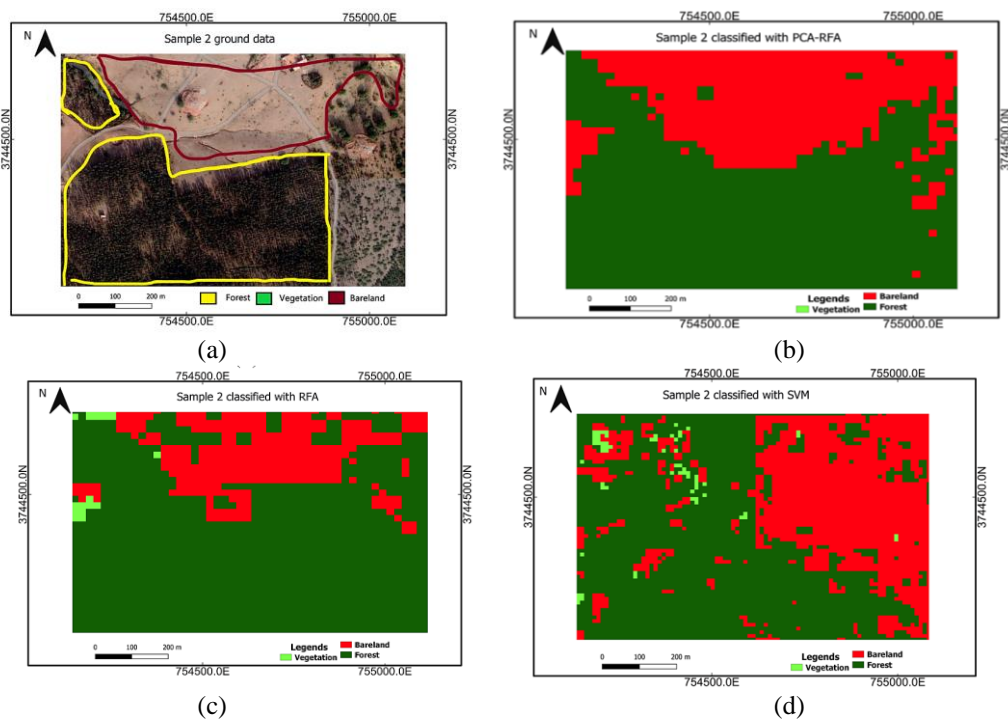 754500.0E 755000.0E
N Sample 2 ground data
3744500.0N 3744500.0N
0 100 200 m Forest Vegetation Bareland
754500.0E 755000.0E
(a)
754500.0E 755000.0E
N Sample 2 classified with PCA-RFA
3744500.0N 3744500.0N
0 100 200 m Legends Vegetation Bareland Forest
754500.0E 755000.0E
(b)
754500.0E 755000.0E
N Sample 2 classified with RFA
3744500.0N 3744500.0N
0 100 200 m Legends Vegetation Bareland Forest
754500.0E 755000.0E
(c)
754500.0E 755000.0E
N Sample 2 classified with SVM
3744500.0N 3744500.0N
0 100 200 m Legends Vegetation Bareland Forest
754500.0E 755000.0E
(d)